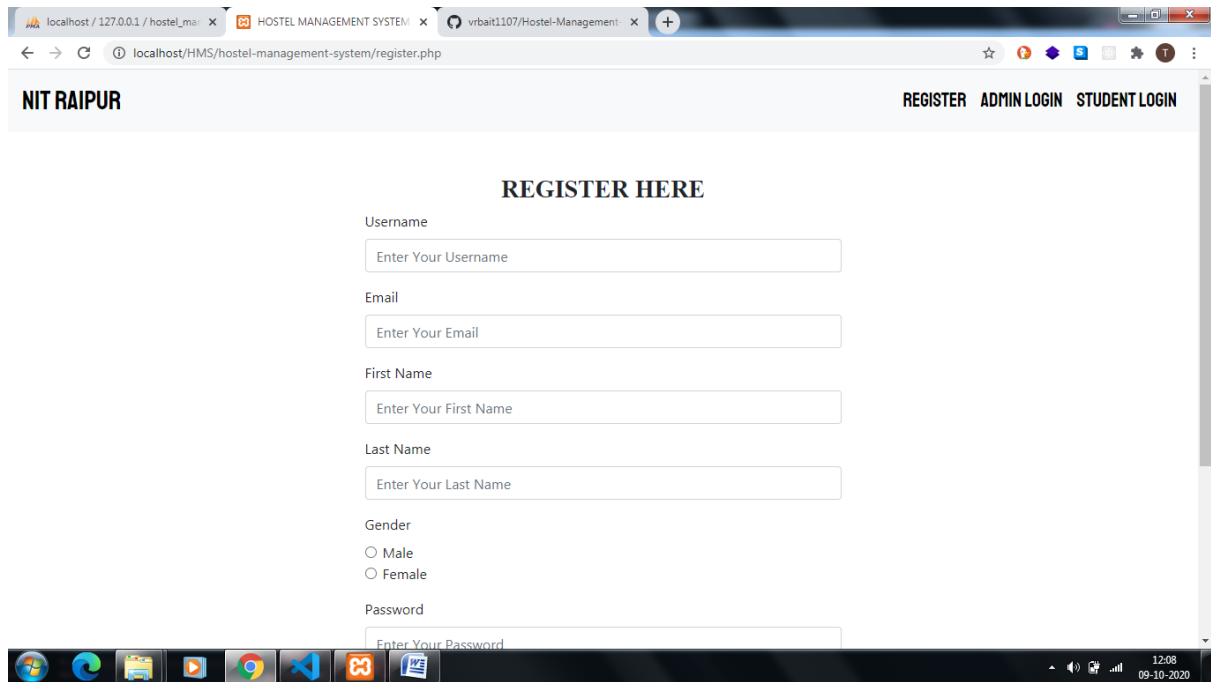 localhost / 127.0.0.1 / hostel_ma
HOSTEL MANAGEMENT SYSTEM
vrbait1107/Hostel-Management-
localhost/HMS/hostel-management-system/register.php
S
T
NIT RAIPUR
REGISTER ADMIN LOGIN STUDENT LOGIN
REGISTER HERE
Username
Enter Your Username
Email
Enter Your Email
First Name
Enter Your First Name
Last Name
Enter Your Last Name
Gender
Male
Female
Password
Enter Your Password
12:08
09-10-2020